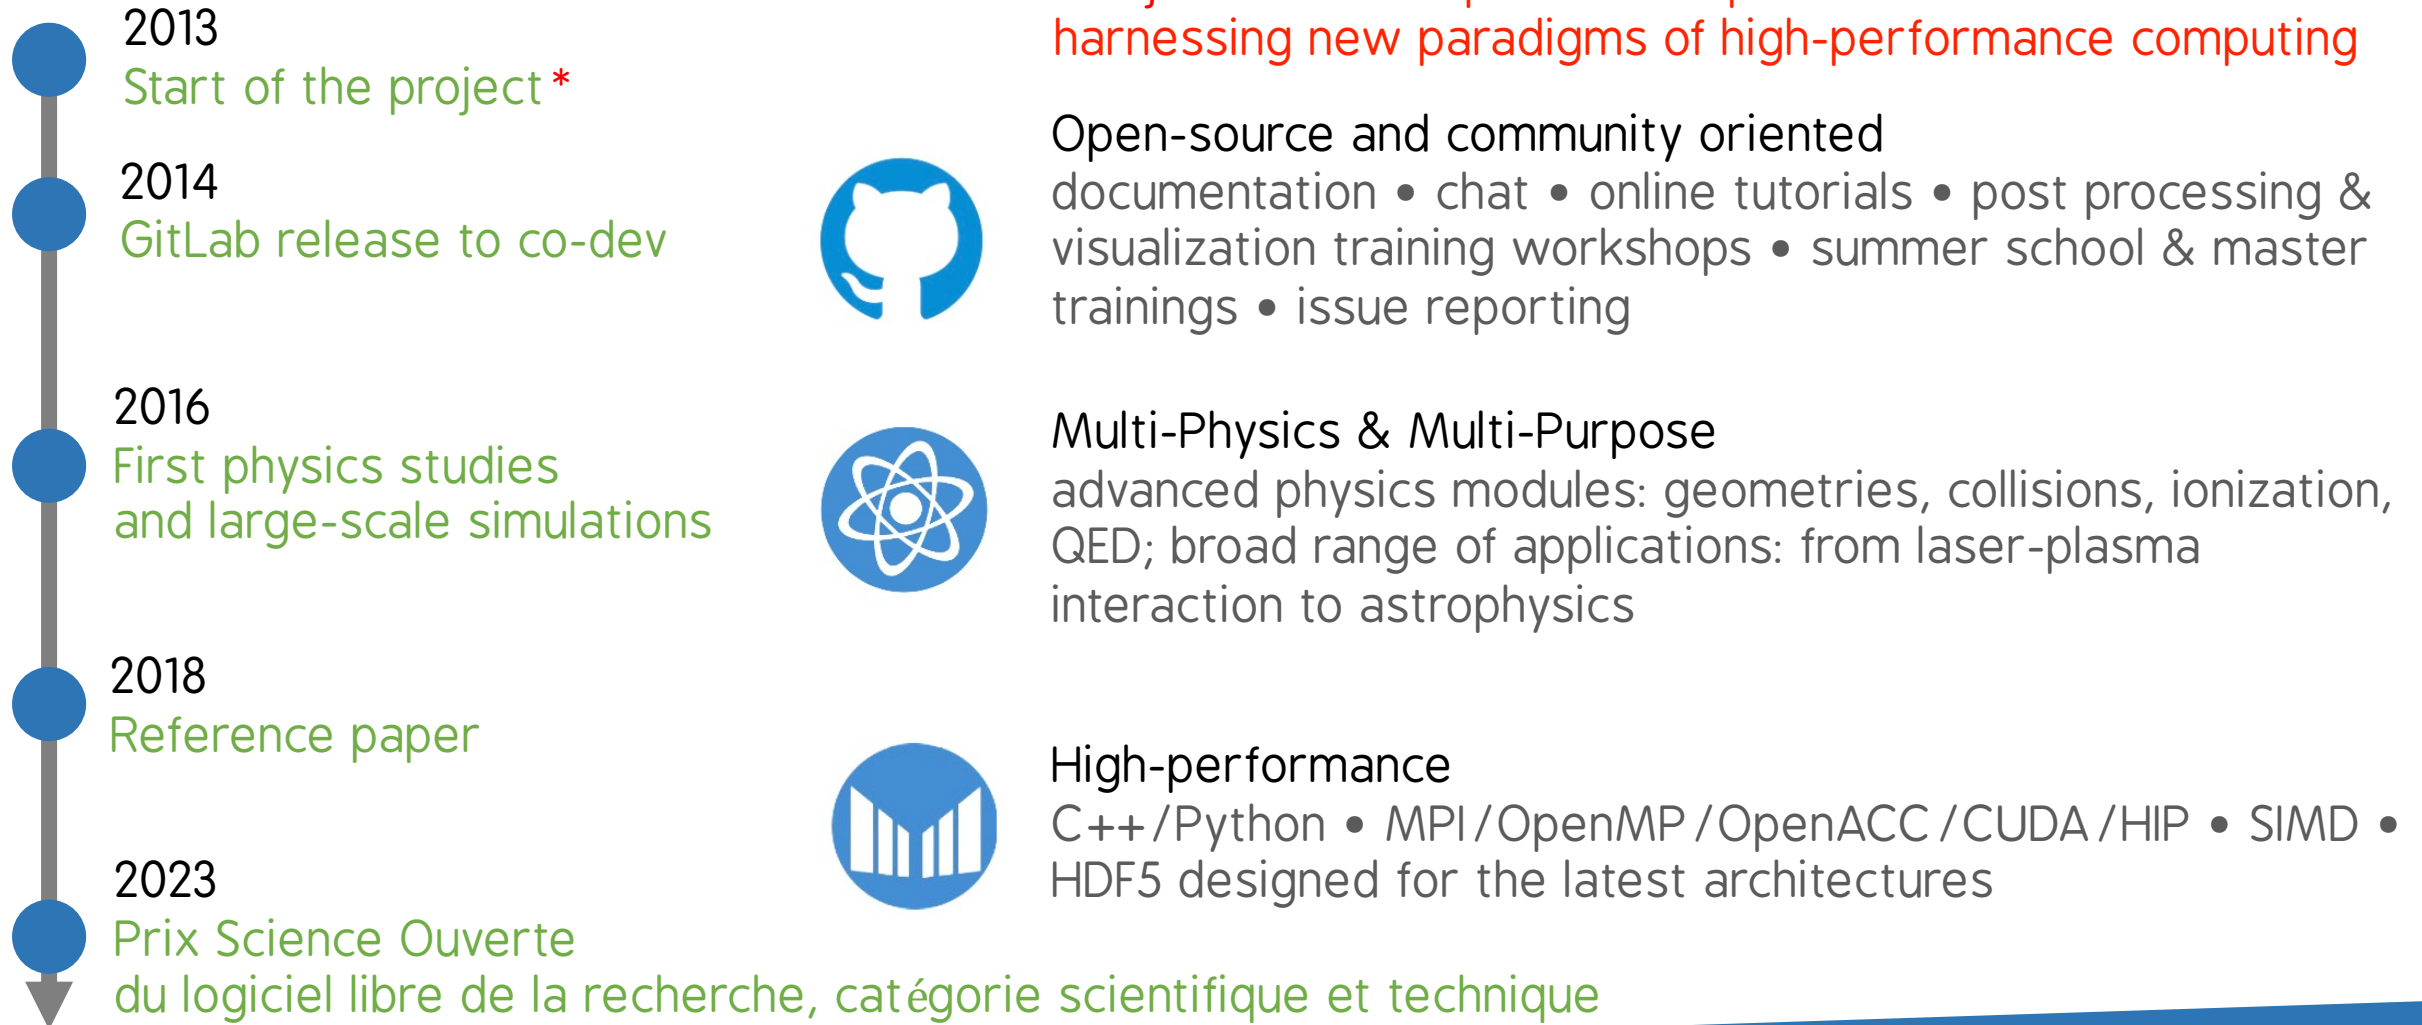 2013
Start of the project *
2014
GitLab release to co-dev
2016
First physics studies
and large-scale simulations
2018
Reference paper
2023
Prix Science Ouverte
du logiciel libre de la recherche, catégorie scientifique et technique
harnessing new paradigms of high-performance computing
Open-source and community oriented
documentation • chat • online tutorials • post processing &
visualization training workshops • summer school & master
trainings • issue reporting
Multi-Physics & Multi-Purpose
advanced physics modules: geometries, collisions, ionization,
QED; broad range of applications: from laser-plasma
interaction to astrophysics
High-performance
C++/Python • MPI/OpenMP/OpenACC/CUDA/HIP • SIMD •
HDF5 designed for the latest architectures